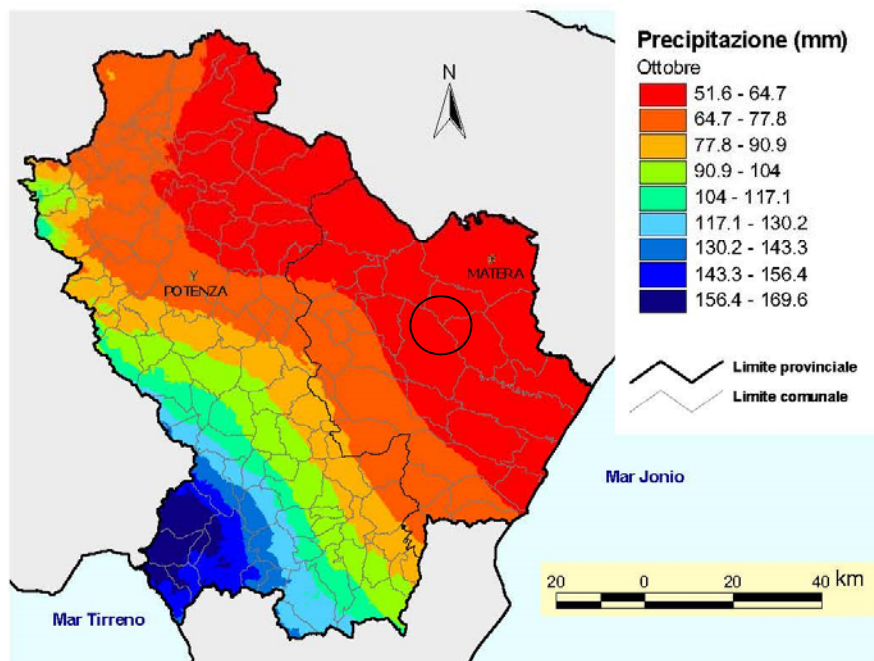 Precipitazione (mm)
Ottobre
51.6 - 64.7
64.7 - 77.8
77.8 - 90.9
90.9 - 104
104 - 117.1
117.1 - 130.2
130.2 - 143.3
143.3 - 156.4
156.4 - 169.6
Limite provinciale
Limite comunale
N
MATERA
POTENZA
Mar Jonio
Mar Tirreno
20 0 20 40 km